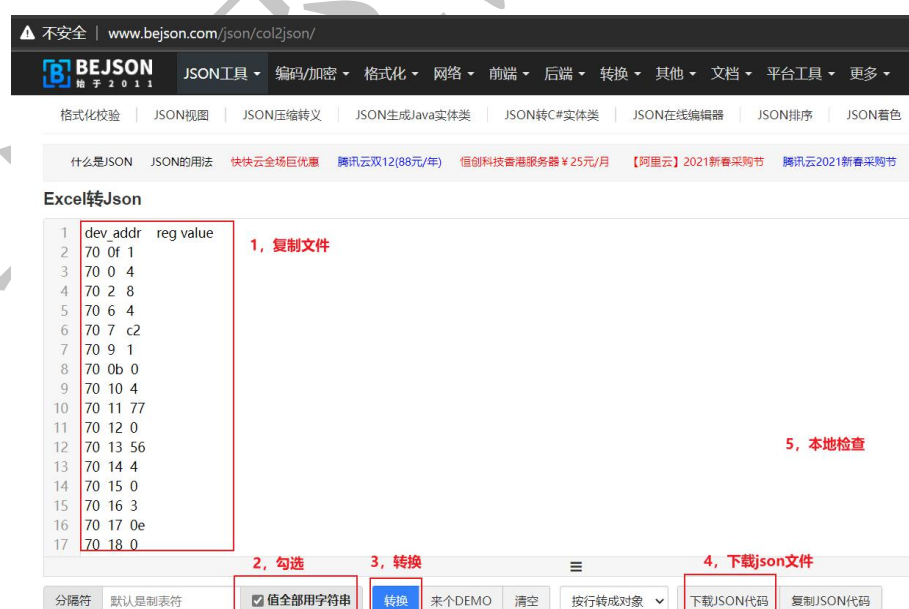 不安全 | www.bejson.com/json/col2json/
BEJSON
始于2011
JSON工具 编码/加密 格式化 网络 前端 后端 转换 其他 文档 平台工具 更多
格式化校验 JSON视图 JSON压缩转义 JSON生成Java实体类 JSON转C#实体类 JSON在线编辑器 JSON排序 JSON着色
什么是JSON JSON的用法 快快云全场巨优惠 腾讯云双12(88元/年) 恒创科技香港服务器¥25元/月 【阿里云】2021新春采购节 腾讯云2021新春采购节
Excel转Json
1 dev_addr reg value
1，复制文件
2 70 0f 1
3 70 0 4
4 70 2 8
5 70 6 4
6 70 7 c2
7 70 9 1
8 70 0b 0
9 70 10 4
10 70 11 77
11 70 12 0
12 70 13 56
5，本地检查
13 70 14 4
14 70 15 0
15 70 16 3
16 70 17 0e
17 70 18 0
2，勾选 3，转换 4，下载json文件
分隔符 默认是制表符 值全部用字符串 转换 来个DEMO 清空 按行转成对象 下载JSON代码 复制JSON代码